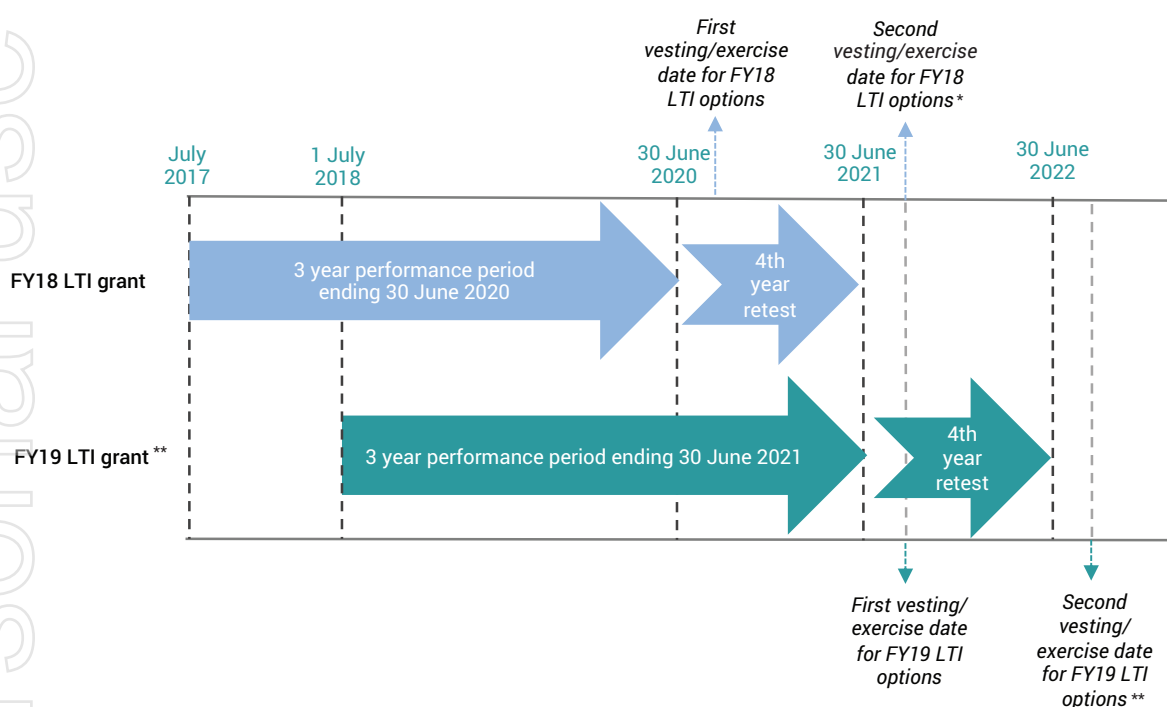 First
vesting/exercise
date for FY18
LTI options
Second
vesting/exercise
date for FY18
LTI options *
July
2017
1 July
2018
30 June
2020
30 June
2021
30 June
2022
FY18 LTI grant
3 year performance period
ending 30 June 2020
4th
year
retest
FY19 LTI grant **
3 year performance period ending 30 June 2021
4th
year
retest
First vesting/
exercise date
for FY19 LTI
options
Second
vesting/
exercise date
for FY19 LTI
options **